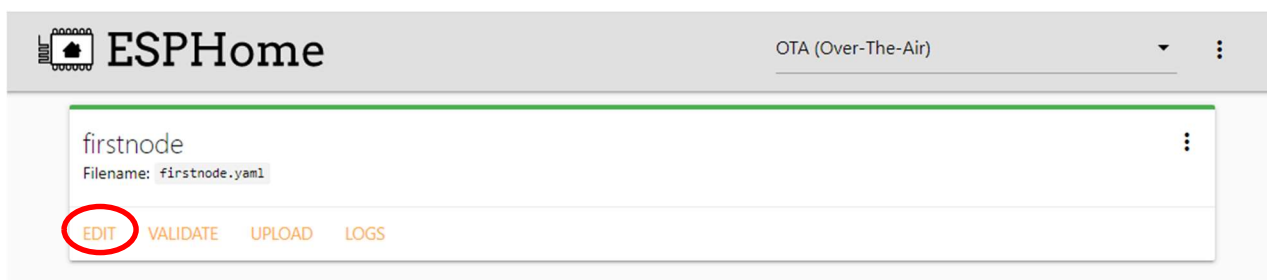 ESPHome
OTA (Over-The-Air)
firstnode
Filename: firstnode.yaml
EDIT VALIDATE UPLOAD LOGS